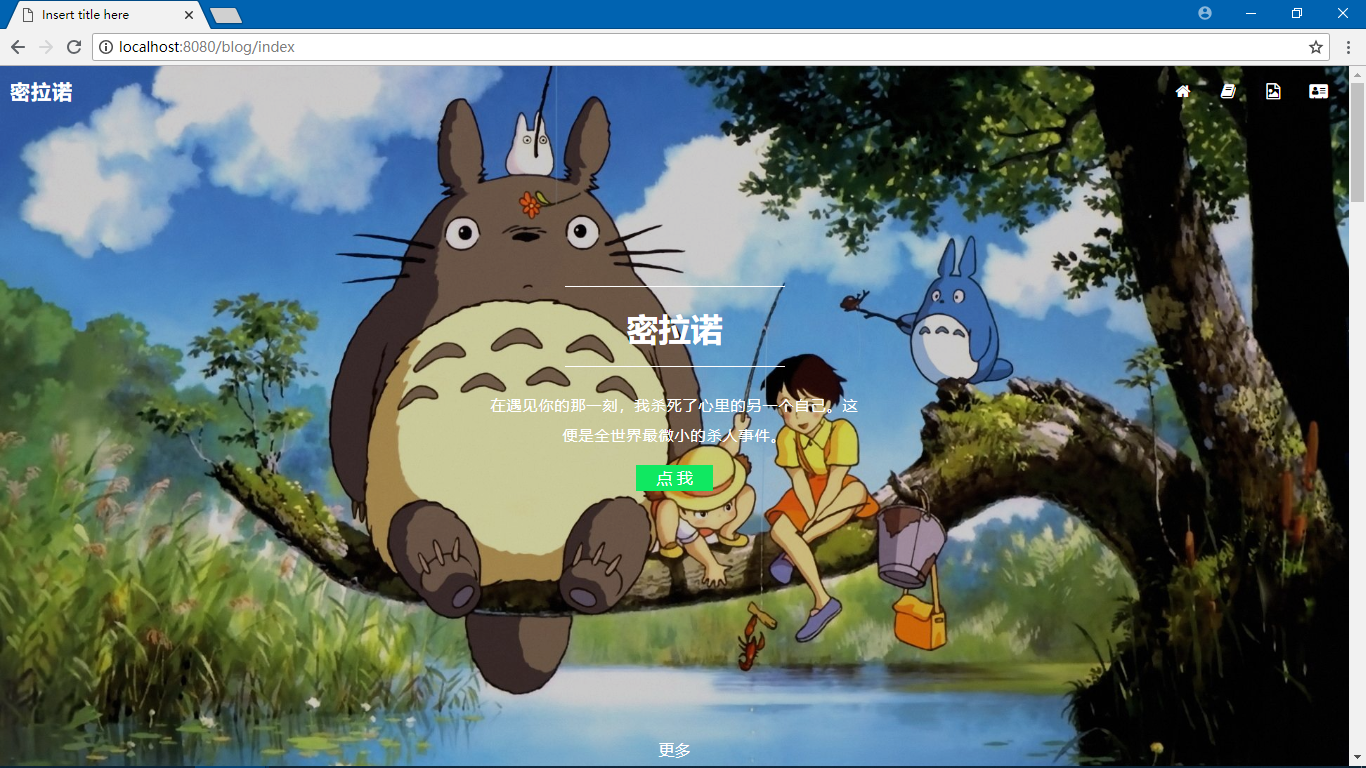 Insert title here
localhost:8080/blog/index
密拉诺
密拉诺
在遇见你的那一刻，我杀死了心里的另一个自己。这
便是全世界最微小的杀人事件。
点我
更多